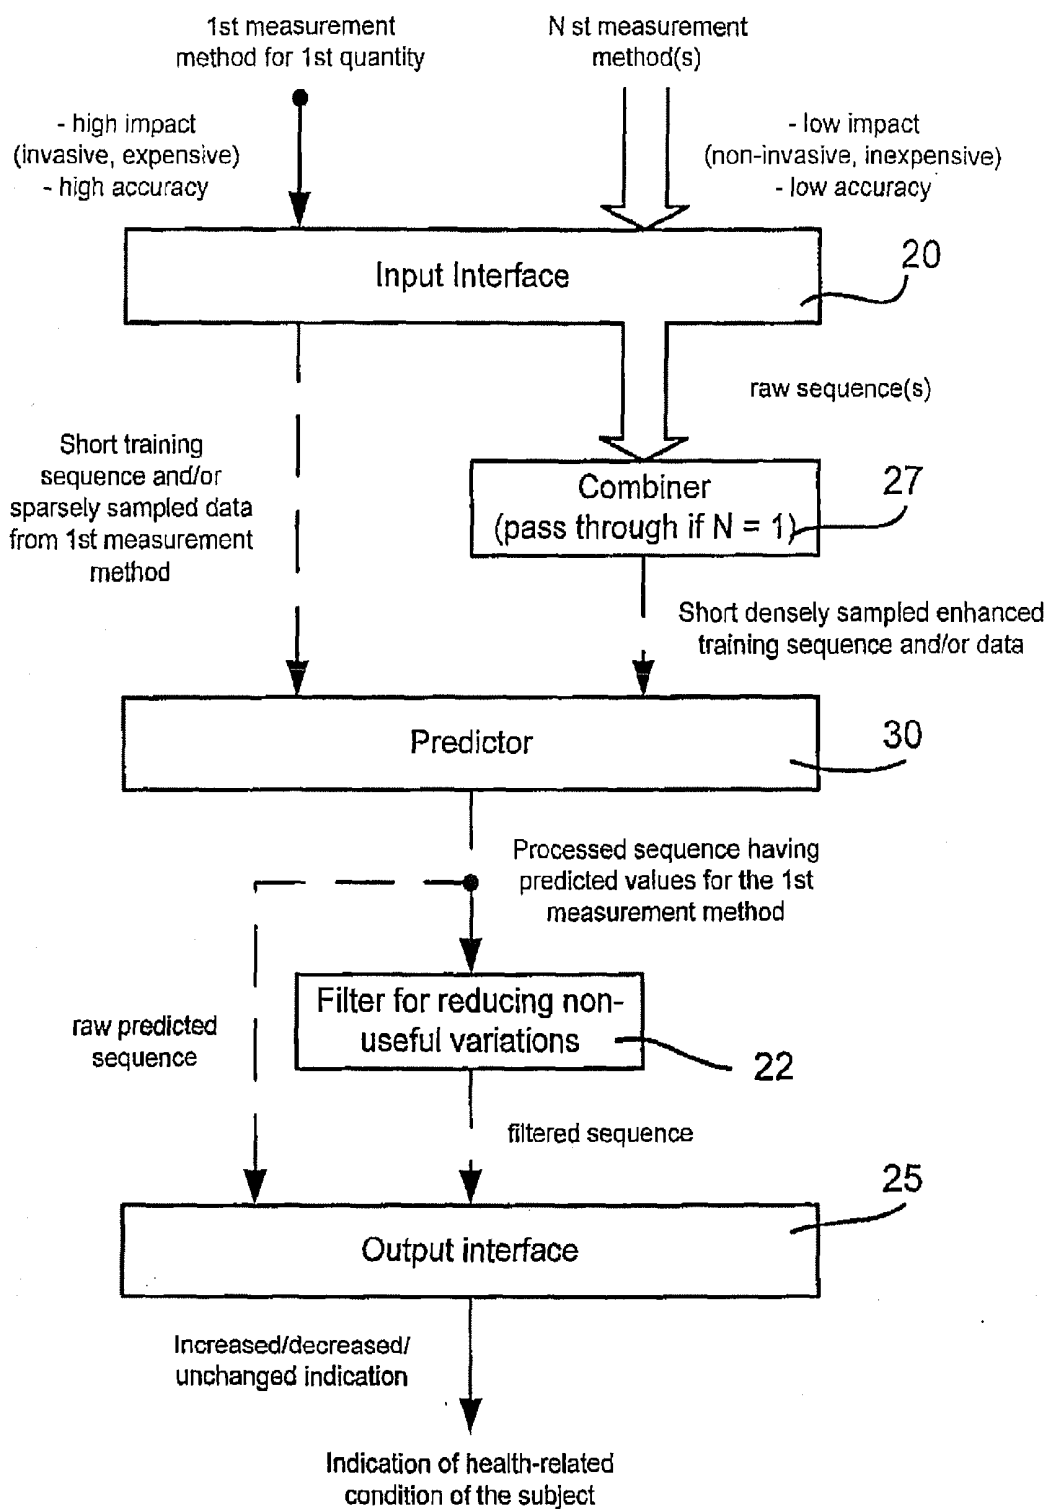 1st measurement
method for 1st quantity
N st measurement
method(s)
- high impact
(invasive, expensive)
- high accuracy
- low impact
(non-invasive, inexpensive)
- low accuracy
Input Interface
20
raw sequence(s)
Short training
sequence and/or
sparsely sampled data
from 1st measurement
method
Combiner
(pass through if N = 1)
27
Short densely sampled enhanced
training sequence and/or data
Predictor
30
Processed sequence having
predicted values for the 1st
measurement method
raw predicted
sequence
Filter for reducing non-
useful variations
22
filtered sequence
25
Output interface
Increased/decreased/
unchanged indication
Indication of health-related
condition of the subject